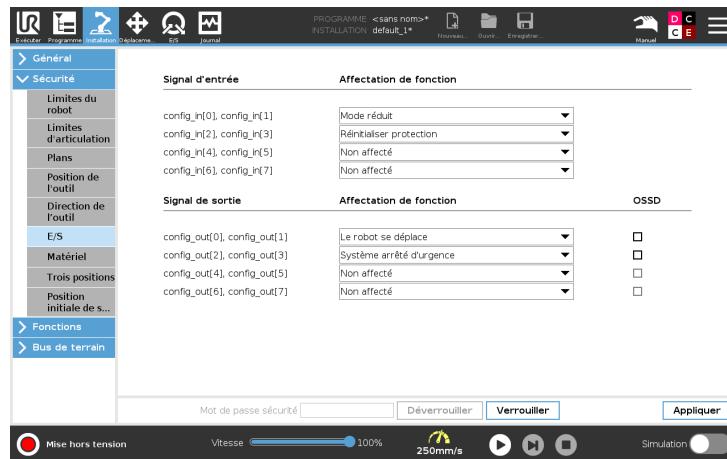 UR
PROGRAMME <sans nom>*
INSTALLATION default_1*
Exécuter Programme Installation Déplaceme... E/S Journal
Nouveau... Ouvrir... Enregistrer...
Manuel
D C
C E
Général
Sécurité
Limites du
robot
Limites
d'articulation
Plans
Position de
l'outil
Direction de
l'outil
E/S
Matériel
Trois positions
Position
initiale de s...
Fonctions
Bus de terrain
Signal d'entrée Affectation de fonction
config_in[0], config_in[1] Mode réduit
config_in[2], config_in[3] Réinitialiser protection
config_in[4], config_in[5] Non affecté
config_in[6], config_in[7] Non affecté
Signal de sortie Affectation de fonction OSSD
config_out[0], config_out[1] Le robot se déplace
config_out[2], config_out[3] Système arrêté d'urgence
config_out[4], config_out[5] Non affecté
config_out[6], config_out[7] Non affecté
Mot de passe sécurité Déverrouiller Verrouiller Appliquer
Mise hors tension Vitesse 100% 250mm/s Simulation